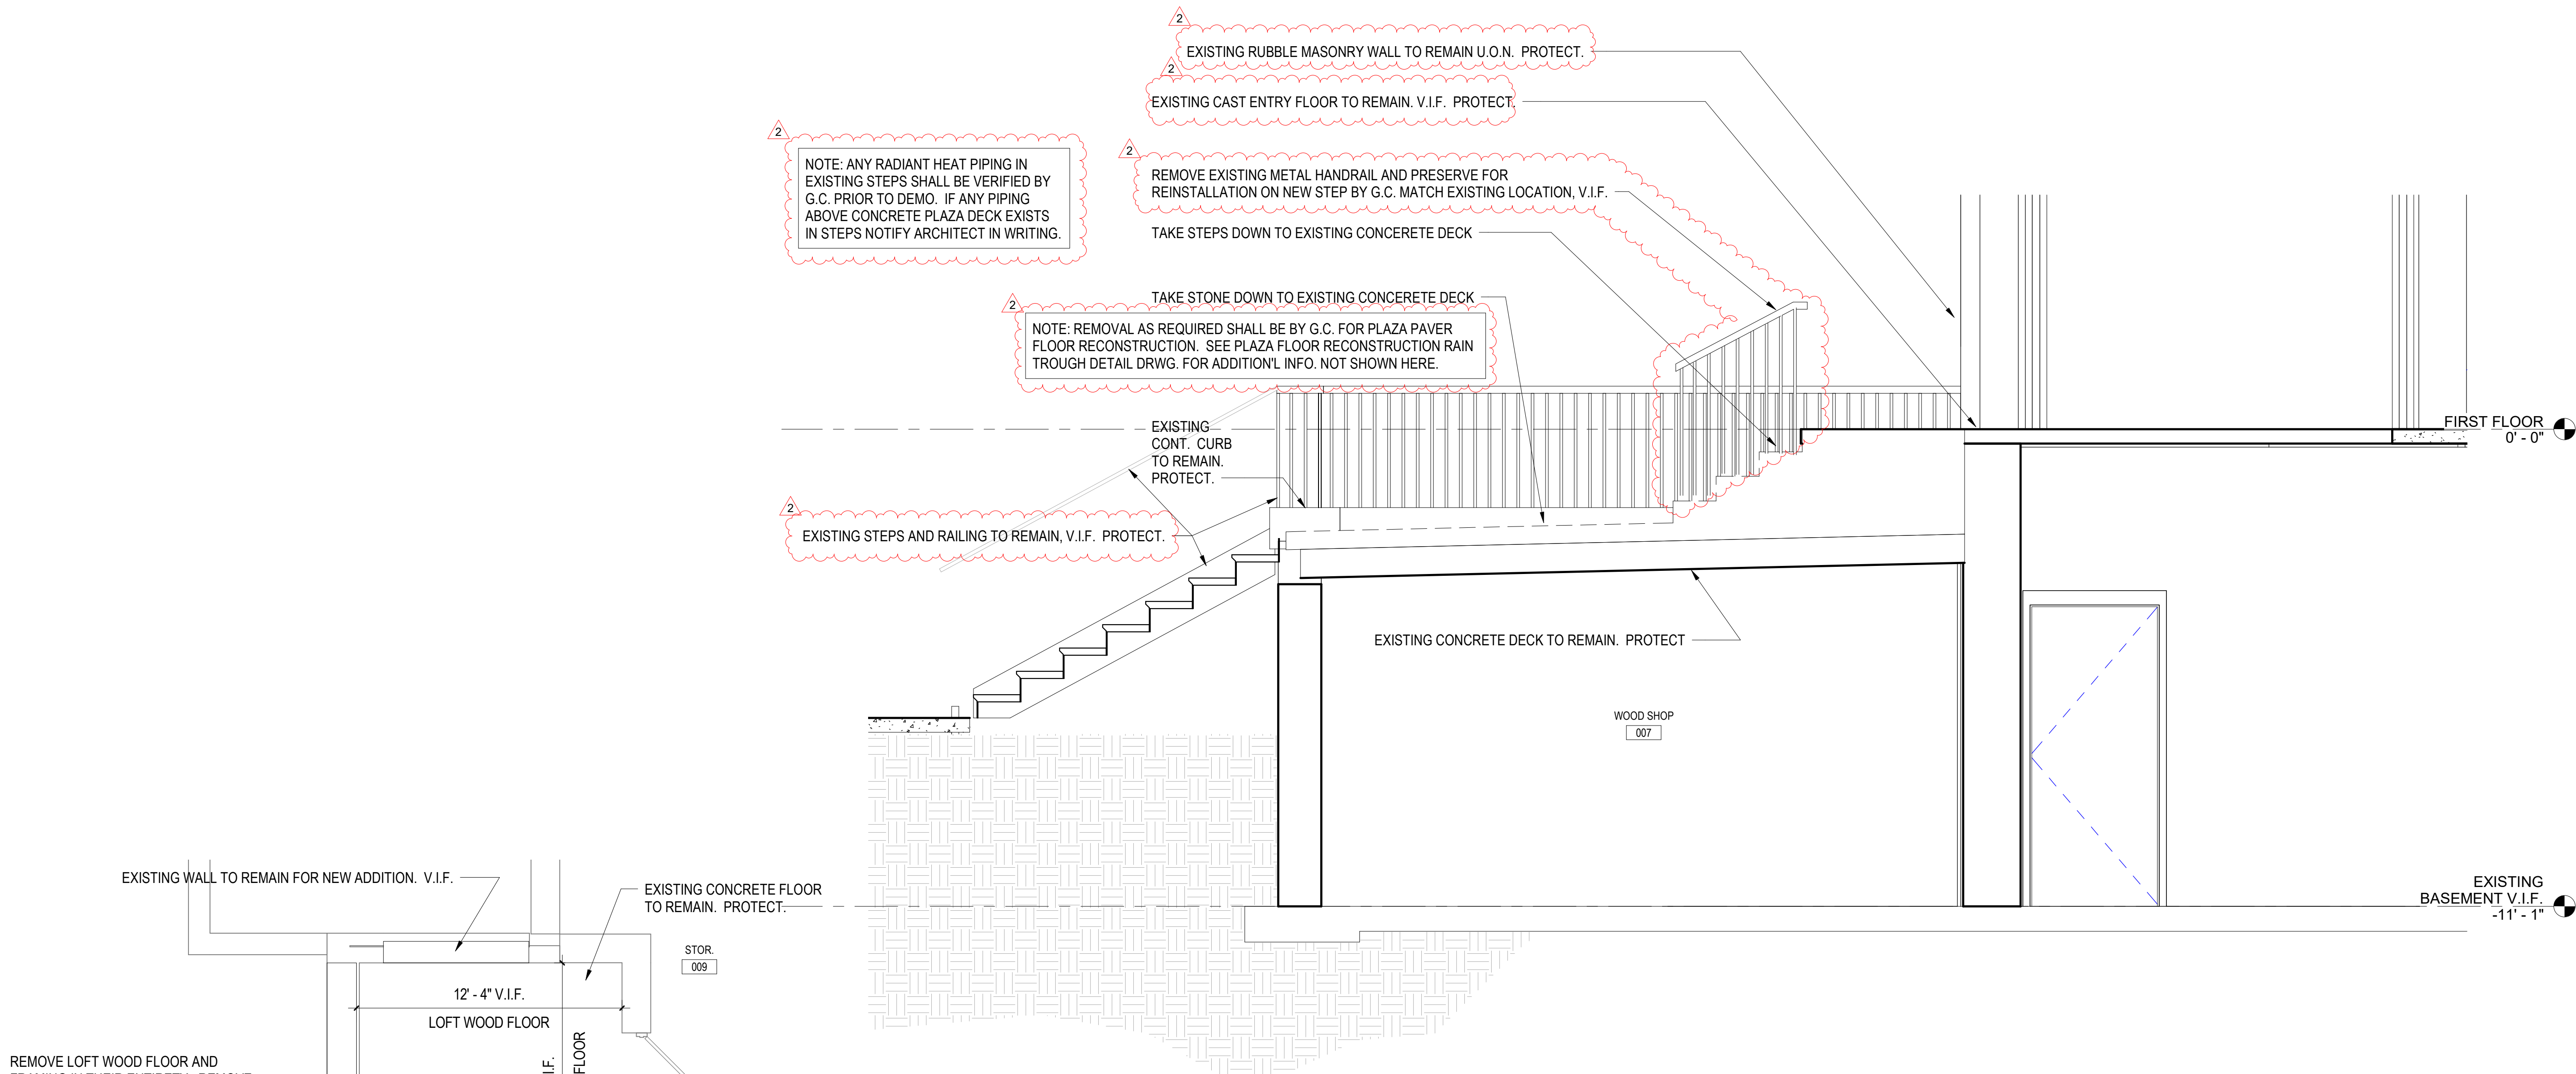 2
EXISTING RUBBLE MASONRY WALL TO REMAIN U.O.N. PROTECT.
2
EXISTING CAST ENTRY FLOOR TO REMAIN. V.I.F. PROTECT.
2
NOTE: ANY RADIANT HEAT PIPING IN
EXISTING STEPS SHALL BE VERIFIED BY
G.C. PRIOR TO DEMO. IF ANY PIPING
ABOVE CONCRETE PLAZA DECK EXISTS
IN STEPS NOTIFY ARCHITECT IN WRITING.
2
REMOVE EXISTING METAL HANDRAIL AND PRESERVE FOR
REINSTALLATION ON NEW STEP BY G.C. MATCH EXISTING LOCATION, V.I.F.
TAKE STEPS DOWN TO EXISTING CONCERETE DECK
TAKE STONE DOWN TO EXISTING CONCERETE DECK
2
NOTE: REMOVAL AS REQUIRED SHALL BE BY G.C. FOR PLAZA PAVER
FLOOR RECONSTRUCTION. SEE PLAZA FLOOR RECONSTRUCTION RAIN
TROUGH DETAIL DRWG. FOR ADDITION'L INFO. NOT SHOWN HERE.
EXISTING
CONT. CURB
TO REMAIN.
PROTECT.
FIRST FLOOR
0' - 0"
2
EXISTING STEPS AND RAILING TO REMAIN, V.I.F. PROTECT.
EXISTING CONCRETE DECK TO REMAIN. PROTECT
WOOD SHOP
007
EXISTING
BASEMENT V.I.F.
-11' - 1"
EXISTING WALL TO REMAIN FOR NEW ADDITION. V.I.F.
EXISTING CONCRETE FLOOR
TO REMAIN. PROTECT.
STOR.
009
12' - 4" V.I.F.
LOFT WOOD FLOOR
I.F.
FLOOR
REMOVE LOFT WOOD FLOOR AND